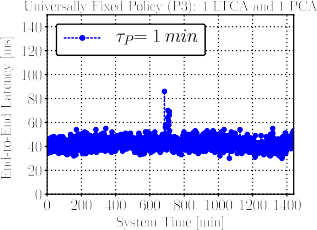 Universally Fixed Policy (P3): 1 LTCA and 1 PCA
τP= 1 min
End-to-End Latency [ms]
140
120
100
80
60
40
20
0
0 200 400 600 800 1000 1200 1400
System Time [min]